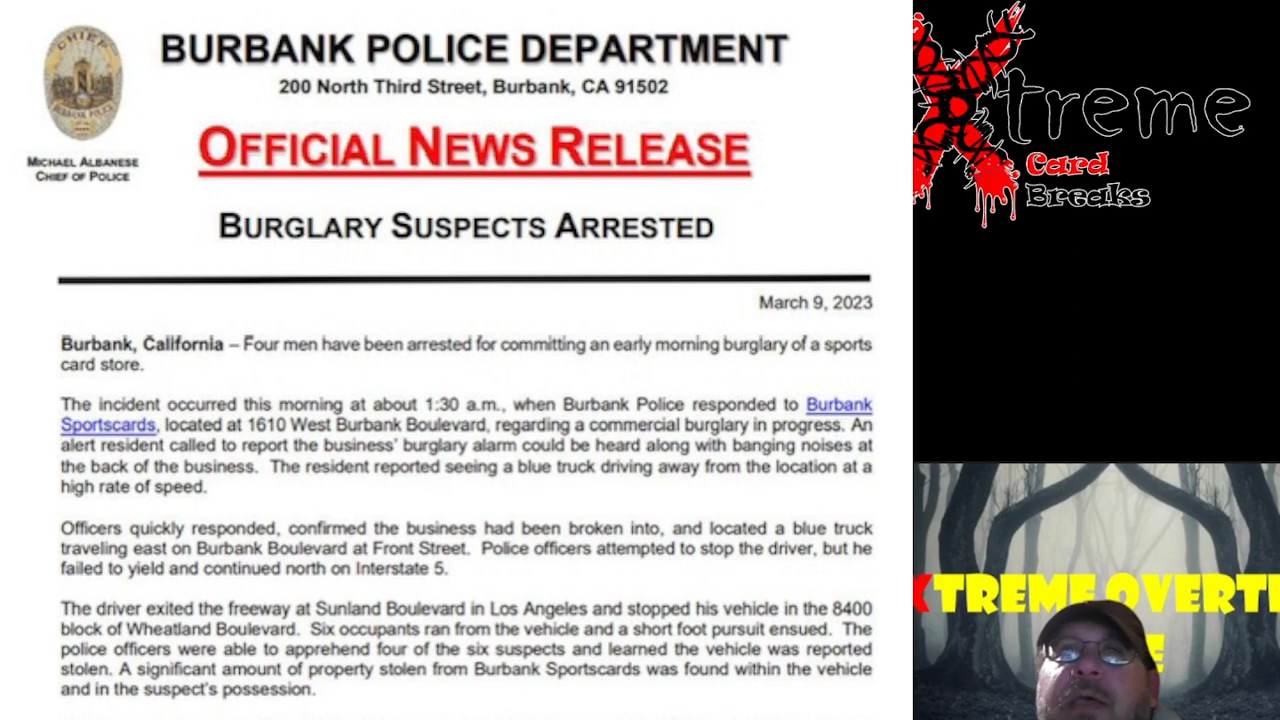 CHIEF
BURBANK POLICE DEPARTMENT
200 North Third Street, Burbank, CA 91502
OFFICIAL NEWS RELEASE
MICHAEL ALBANESE
CHIEF OF POLICE
BURGLARY SUSPECTS ARRESTED
March 9, 2023
Burbank, California – Four men have been arrested for committing an early morning burglary of a sports
card store.
The incident occurred this morning at about 1:30 a.m., when Burbank Police responded to Burbank
Sportscards, located at 1610 West Burbank Boulevard, regarding a commercial burglary in progress. An
alert resident called to report the business' burglary alarm could be heard along with banging noises at
the back of the business. The resident reported seeing a blue truck driving away from the location at a
high rate of speed.
Officers quickly responded, confirmed the business had been broken into, and located a blue truck
traveling east on Burbank Boulevard at Front Street. Police officers attempted to stop the driver, but he
failed to yield and continued north on Interstate 5.
The driver exited the freeway at Sunland Boulevard in Los Angeles and stopped his vehicle in the 8400
block of Wheatland Boulevard. Six occupants ran from the vehicle and a short foot pursuit ensued. The
police officers were able to apprehend four of the six suspects and learned the vehicle was reported
stolen. A significant amount of property stolen from Burbank Sportscards was found within the vehicle
and in the suspect's possession.
Xtreme
Card
Breaks
XTREME OVERTI
E